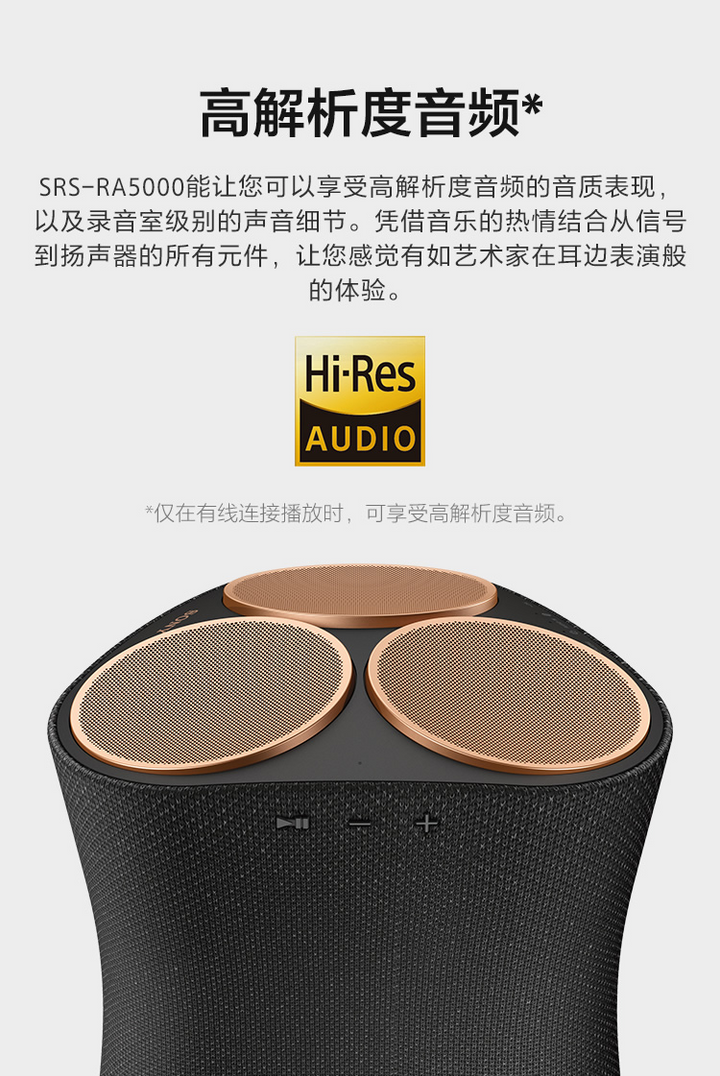 高解析度音频*
SRS-RA5000能让您可以享受高解析度音频的音质表现，
以及录音室级别的声音细节。凭借音乐的热情结合从信号
到扬声器的所有元件，让您感觉有如艺术家在耳边表演般
的体验。
Hi-Res
AUDIO
*仅在有线连接播放时，可享受高解析度音频。
SONY